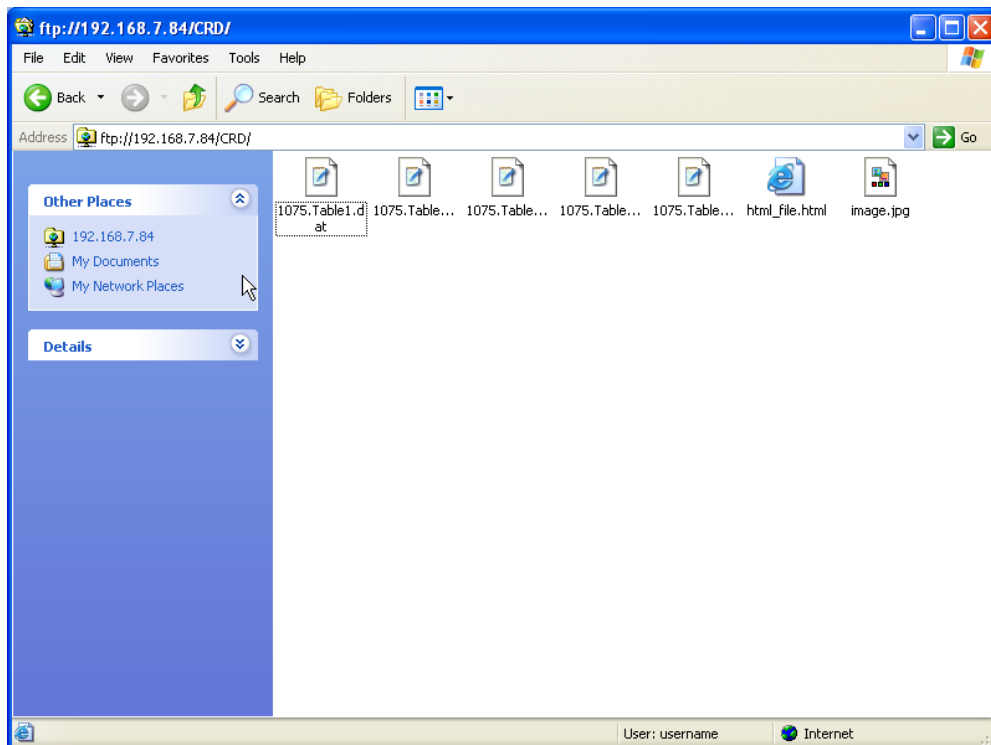 ftp://192.168.7.84/CRD/
File Edit View Favorites Tools Help
Back Search Folders
Address ftp://192.168.7.84/CRD/ Go
Other Places
192.168.7.84
My Documents
My Network Places
Details
1075.Table1.d 1075.Table... 1075.Table... 1075.Table... 1075.Table... html_file.html image.jpg
at
User: username Internet